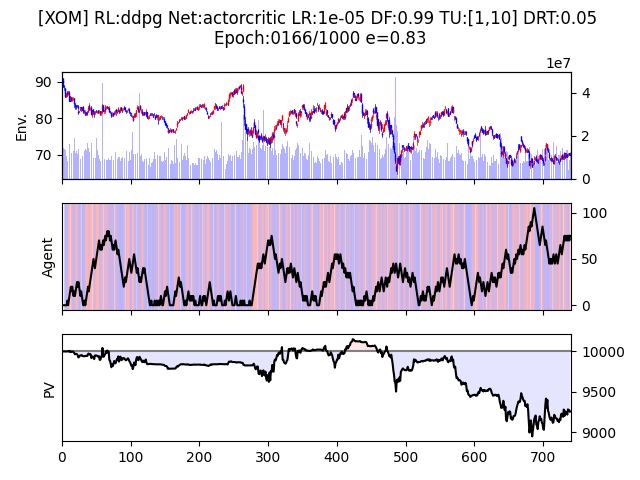 [XOM] RL:ddpg Net:actorcritic LR:1e-05 DF:0.99 TU:[1,10] DRT:0.05
Epoch:0166/1000 e=0.83
1e7
90
80
70
Env.
4
2
0
Agent
100
50
0
PV
10000
9500
9000
0 100 200 300 400 500 600 700